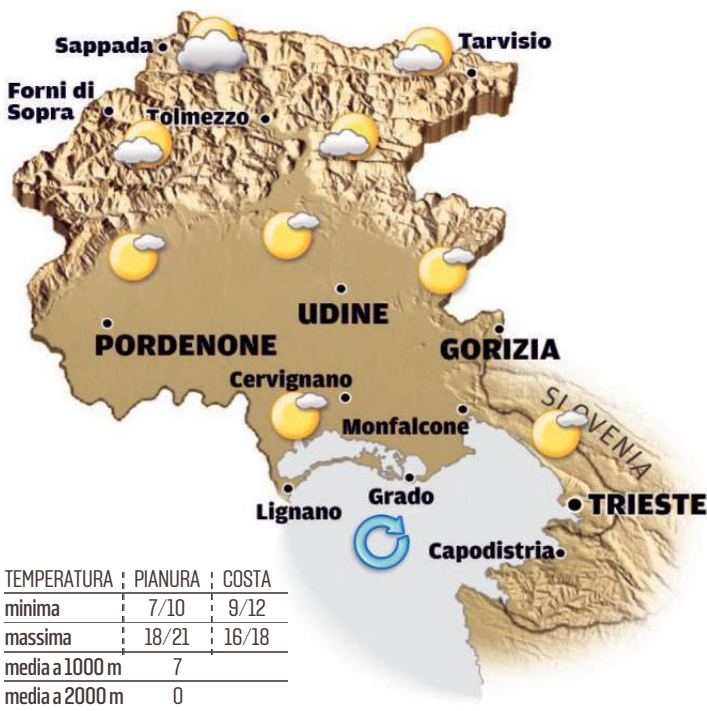 Sappada
Tarvisio
Forni di
Sopra
Tolmezzo
UDINE
PORDENONE
GORIZIA
Cervignano
SLOVENIA
Monfalcone
Grado
TRIESTE
Lignano
Capodistria
TEMPERATURA PIANURA COSTA
minima 7/10 9/12
massima 18/21 16/18
media a 1000 m 7
media a 2000 m 0